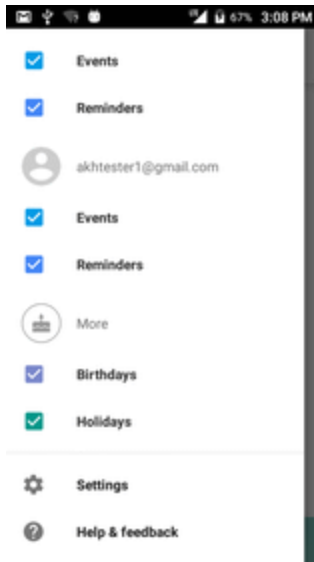 67% 3:08 PM
Events
Reminders
akhtester1@gmail.com
Events
Reminders
More
Birthdays
Holidays
Settings
Help & feedback